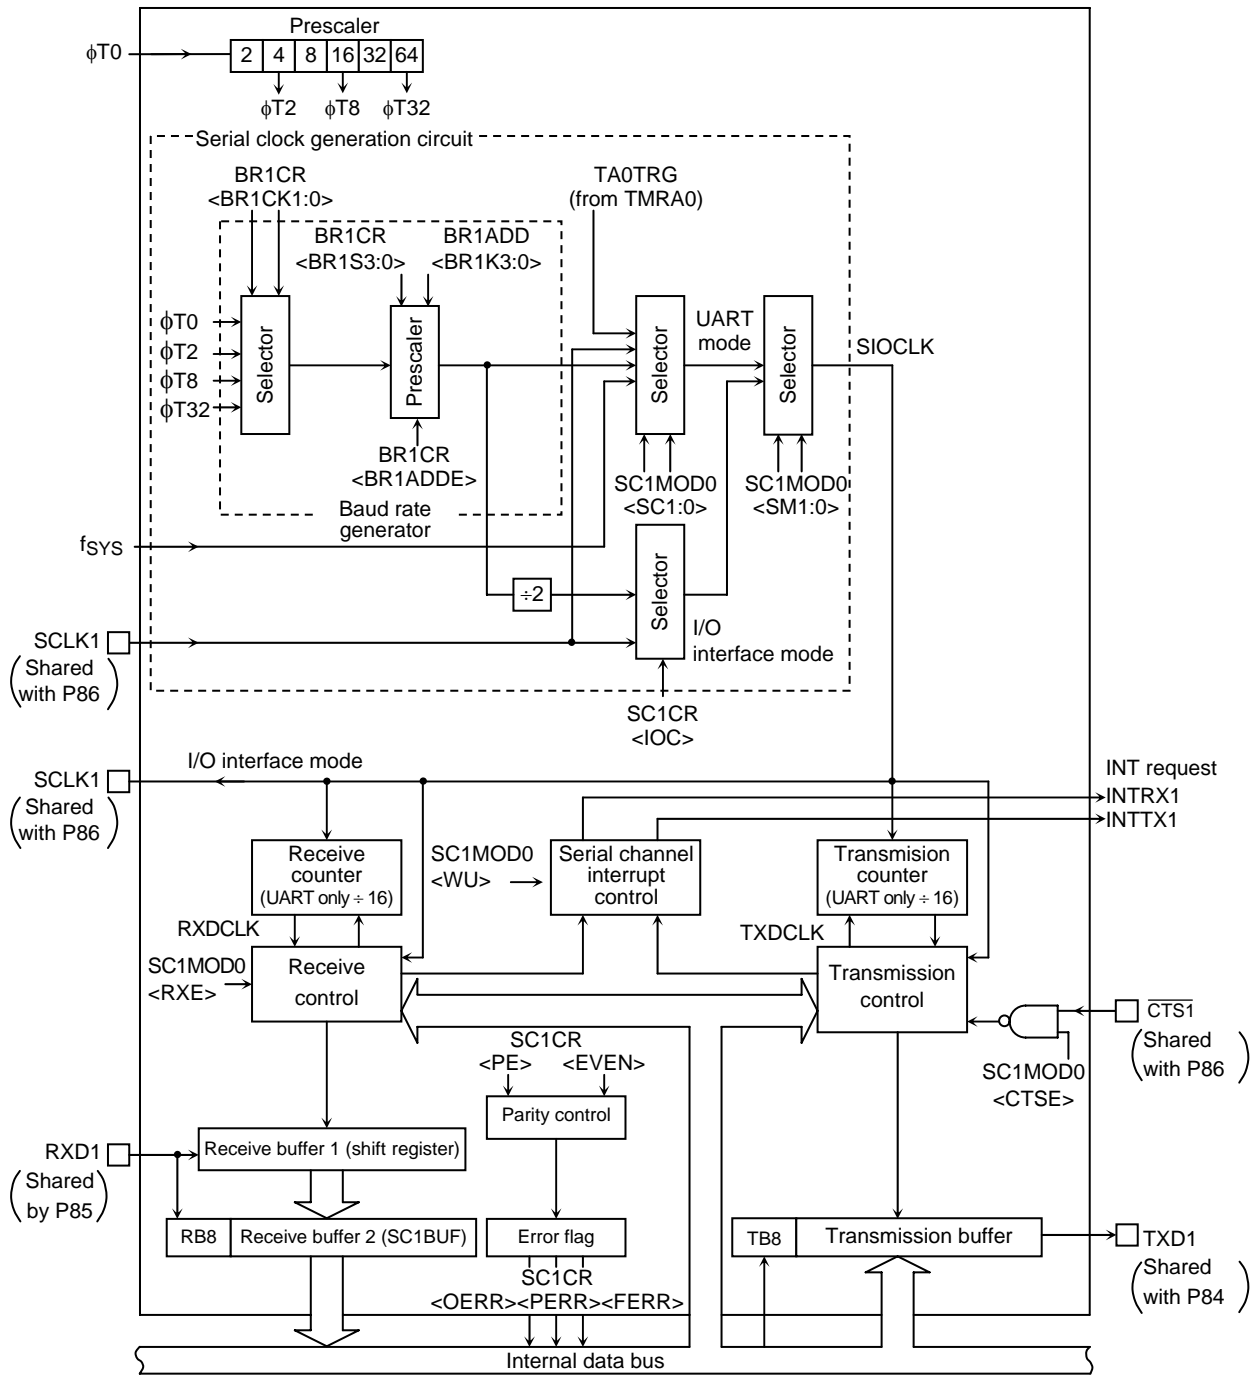 Prescaler
ϕT0
2 4 8 16 32 64
ϕT2 ϕT8 ϕT32
Serial clock generation circuit
BR1CR
<BR1CK1:0>
TA0TRG
(from TMRA0)
BR1CR
<BR1S3:0>
BR1ADD
<BR1K3:0>
ϕT0
ϕT2
ϕT8
ϕT32
Selector
Prescaler
BR1CR
<BR1ADDE>
Baud rate
generator
Selector
UART
mode
Selector
SIOCLK
SC1MOD0
<SC1:0>
SC1MOD0
<SM1:0>
fSYS
÷2
Selector
I/O
interface mode
SCLK1
(Shared
with P86)
SC1CR
<IOC>
I/O interface mode
SCLK1
(Shared
with P86)
INT request
INTRX1
INTTX1
Receive
counter
(UART only ÷ 16)
SC1MOD0
<WU>
Serial channel
interrupt
control
Transmision
counter
(UART only ÷ 16)
RXDCLK
TXDCLK
SC1MOD0
<RXE>
Receive
control
Transmission
control
CTS1
(Shared
with P86)
SC1MOD0
<CTSE>
SC1CR
<PE> <EVEN>
Parity control
RXD1
(Shared
by P85)
Receive buffer 1 (shift register)
RB8 Receive buffer 2 (SC1BUF)
Error flag
SC1CR
<OERR><PERR><FERR>
TB8 Transmission buffer
TXD1
(Shared
with P84)
Internal data bus